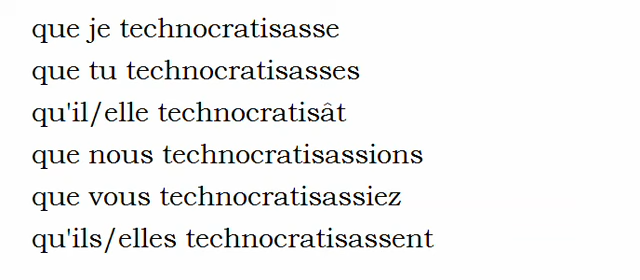 que je technocratisasse
que tu technocratisasses
qu'il/elle technocratisât
que nous technocratisassions
que vous technocratisassiez
qu'ils/elles technocratisassent